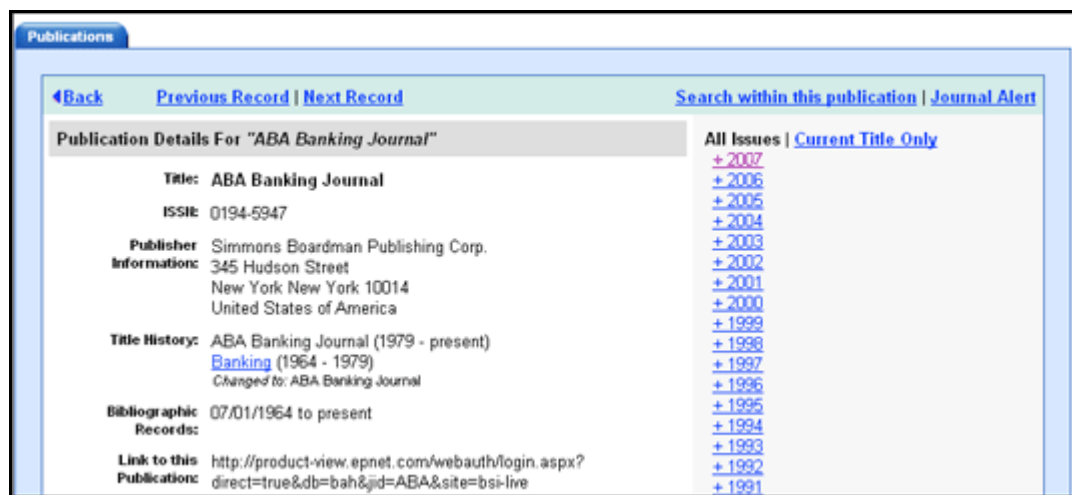 Publications
Back Previous Record | Next Record Search within this publication | Journal Alert
Publication Details For "ABA Banking Journal"
Title: ABA Banking Journal
ISSN: 0194-5947
Publisher Information: Simmons Boardman Publishing Corp.
345 Hudson Street
New York New York 10014
United States of America
Title History: ABA Banking Journal (1979 - present)
Banking (1964 - 1979)
Changed to: ABA Banking Journal
Bibliographic Records: 07/01/1964 to present
Link to this Publication: http://product-view.epnet.com/webauth/login.aspx?
direct=true&db=bah&jid=ABA&site=bsi-live
All Issues | Current Title Only
+ 2007
+ 2006
+ 2005
+ 2004
+ 2003
+ 2002
+ 2001
+ 2000
+ 1999
+ 1998
+ 1997
+ 1996
+ 1995
+ 1994
+ 1993
+ 1992
+ 1991